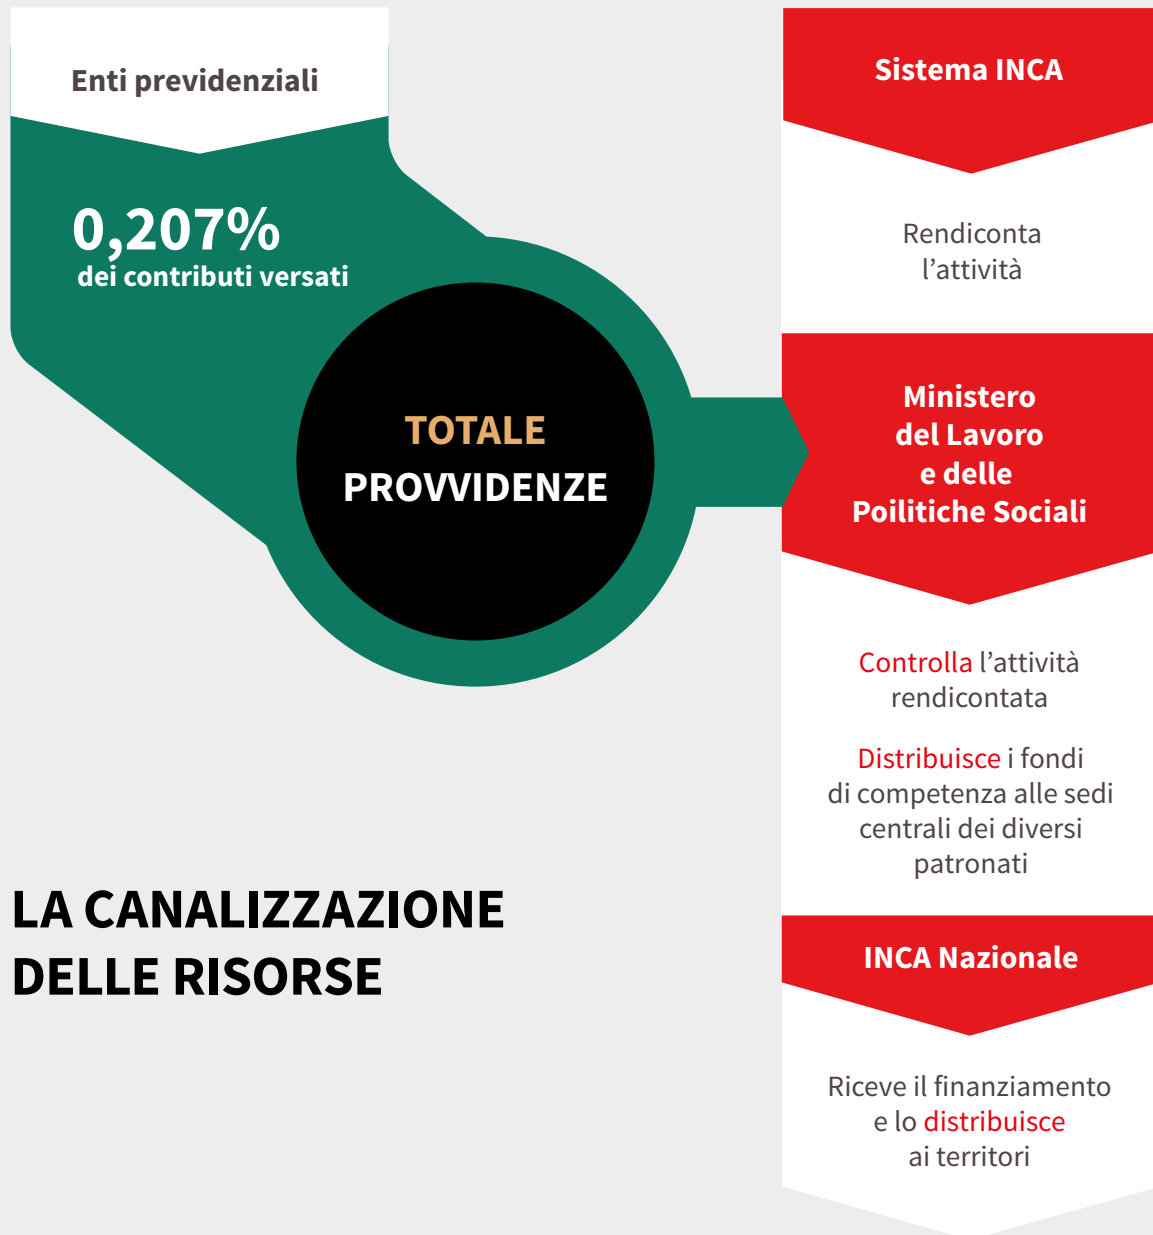 Enti previdenziali
0,207%
dei contributi versati
TOTALE
PROVVIDENZE
LA CANALIZZAZIONE
DELLE RISORSE
Sistema INCA
Rendiconta
l’attività
Ministero
del Lavoro
e delle
Poilitiche Sociali
Controlla l’attività
rendicontata
Distribuisce i fondi
di competenza alle sedi
centrali dei diversi
patronati
INCA Nazionale
Riceve il finanziamento
e lo distribuisce
ai territori